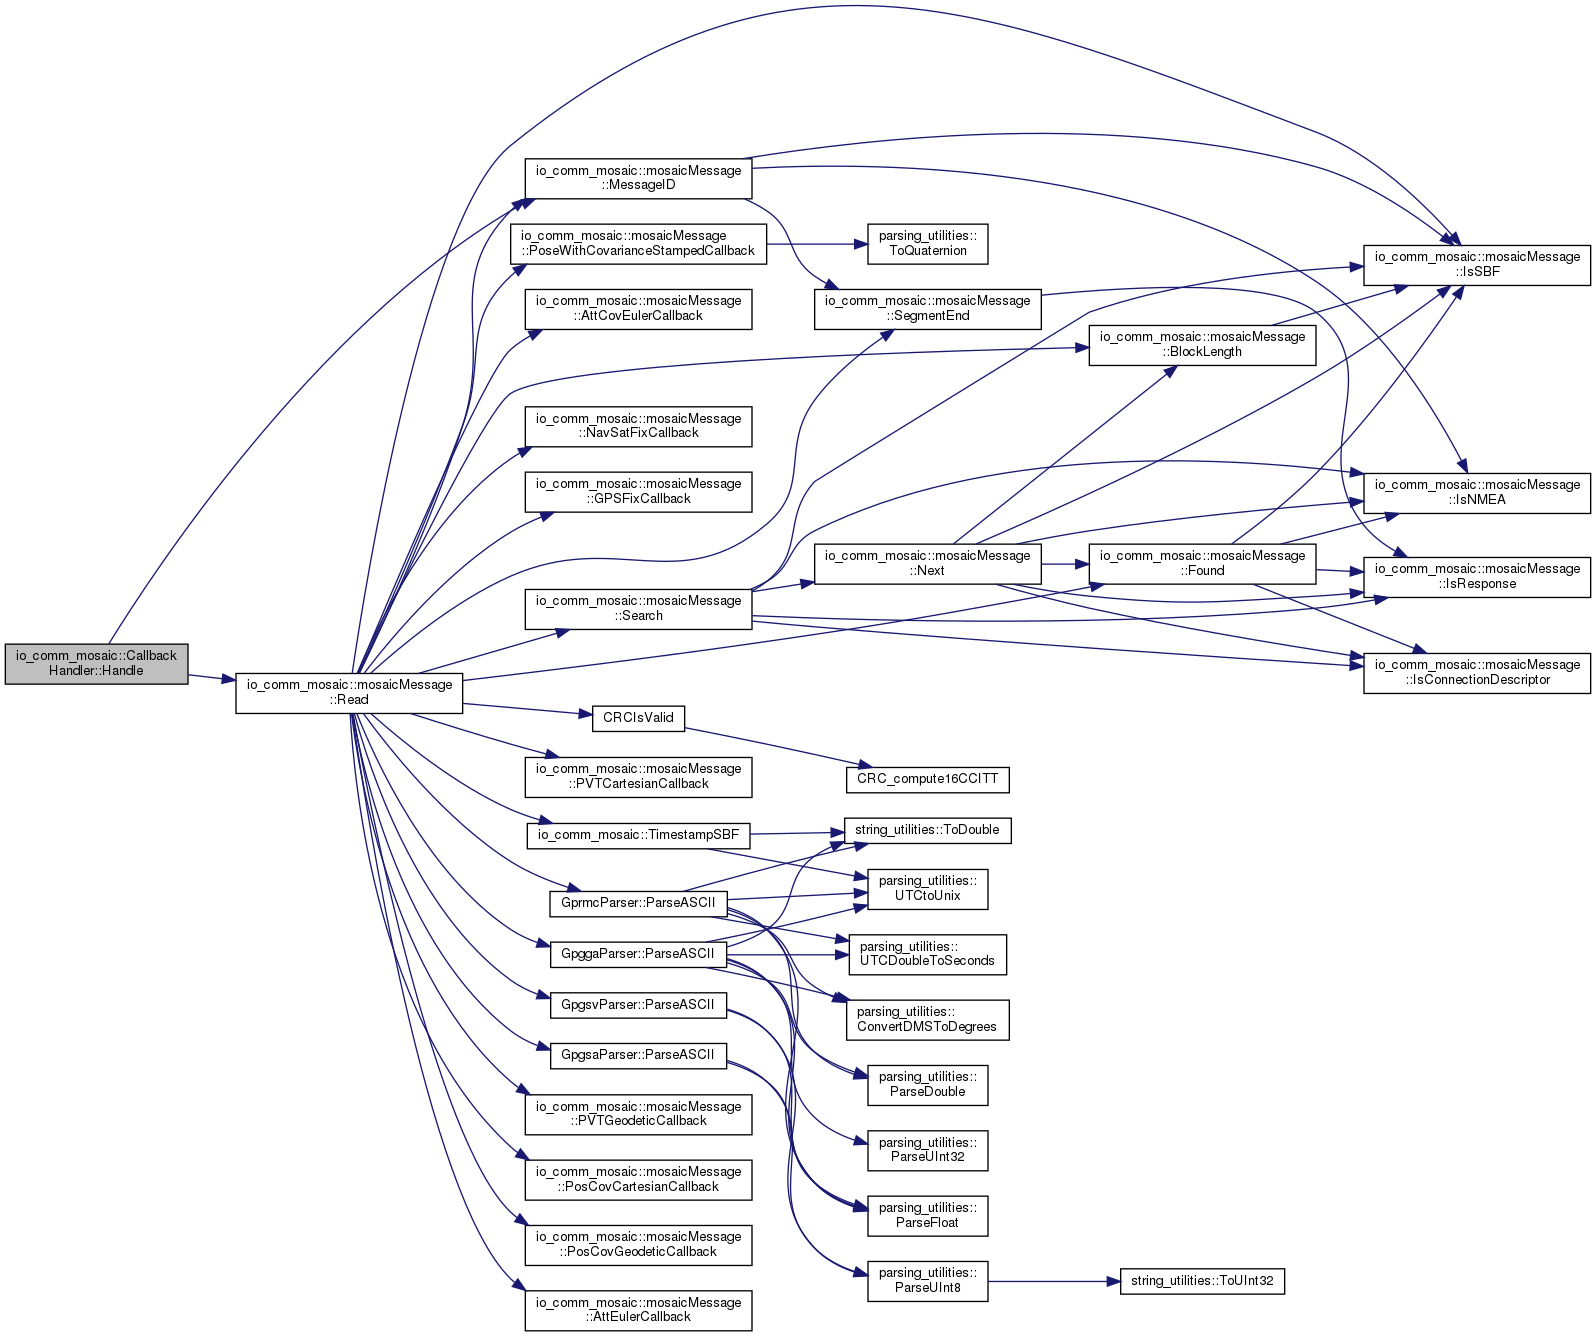 io_comm_mosaic::Callback
Handler::Handle
io_comm_mosaic::mosaicMessage
::Read
io_comm_mosaic::mosaicMessage
::MessageID
io_comm_mosaic::mosaicMessage
::PoseWithCovarianceStampedCallback
io_comm_mosaic::mosaicMessage
::AttCovEulerCallback
io_comm_mosaic::mosaicMessage
::NavSatFixCallback
io_comm_mosaic::mosaicMessage
::GPSFixCallback
io_comm_mosaic::mosaicMessage
::Search
CRCIsValid
io_comm_mosaic::mosaicMessage
::PVTCartesianCallback
io_comm_mosaic::TimestampSBF
GprmcParser::ParseASCII
GpggaParser::ParseASCII
GpgsvParser::ParseASCII
GpgsaParser::ParseASCII
io_comm_mosaic::mosaicMessage
::PVTGeodeticCallback
io_comm_mosaic::mosaicMessage
::PosCovCartesianCallback
io_comm_mosaic::mosaicMessage
::PosCovGeodeticCallback
io_comm_mosaic::mosaicMessage
::AttEulerCallback
parsing_utilities::
ToQuaternion
io_comm_mosaic::mosaicMessage
::SegmentEnd
io_comm_mosaic::mosaicMessage
::Next
CRC_compute16CCITT
string_utilities::ToDouble
parsing_utilities::
UTCtoUnix
parsing_utilities::
UTCDoubleToSeconds
parsing_utilities::
ConvertDMSToDegrees
parsing_utilities::
ParseDouble
parsing_utilities::
ParseUInt32
parsing_utilities::
ParseFloat
parsing_utilities::
ParseUInt8
io_comm_mosaic::mosaicMessage
::BlockLength
io_comm_mosaic::mosaicMessage
::Found
string_utilities::ToUInt32
io_comm_mosaic::mosaicMessage
::IsSBF
io_comm_mosaic::mosaicMessage
::IsNMEA
io_comm_mosaic::mosaicMessage
::IsResponse
io_comm_mosaic::mosaicMessage
::IsConnectionDescriptor